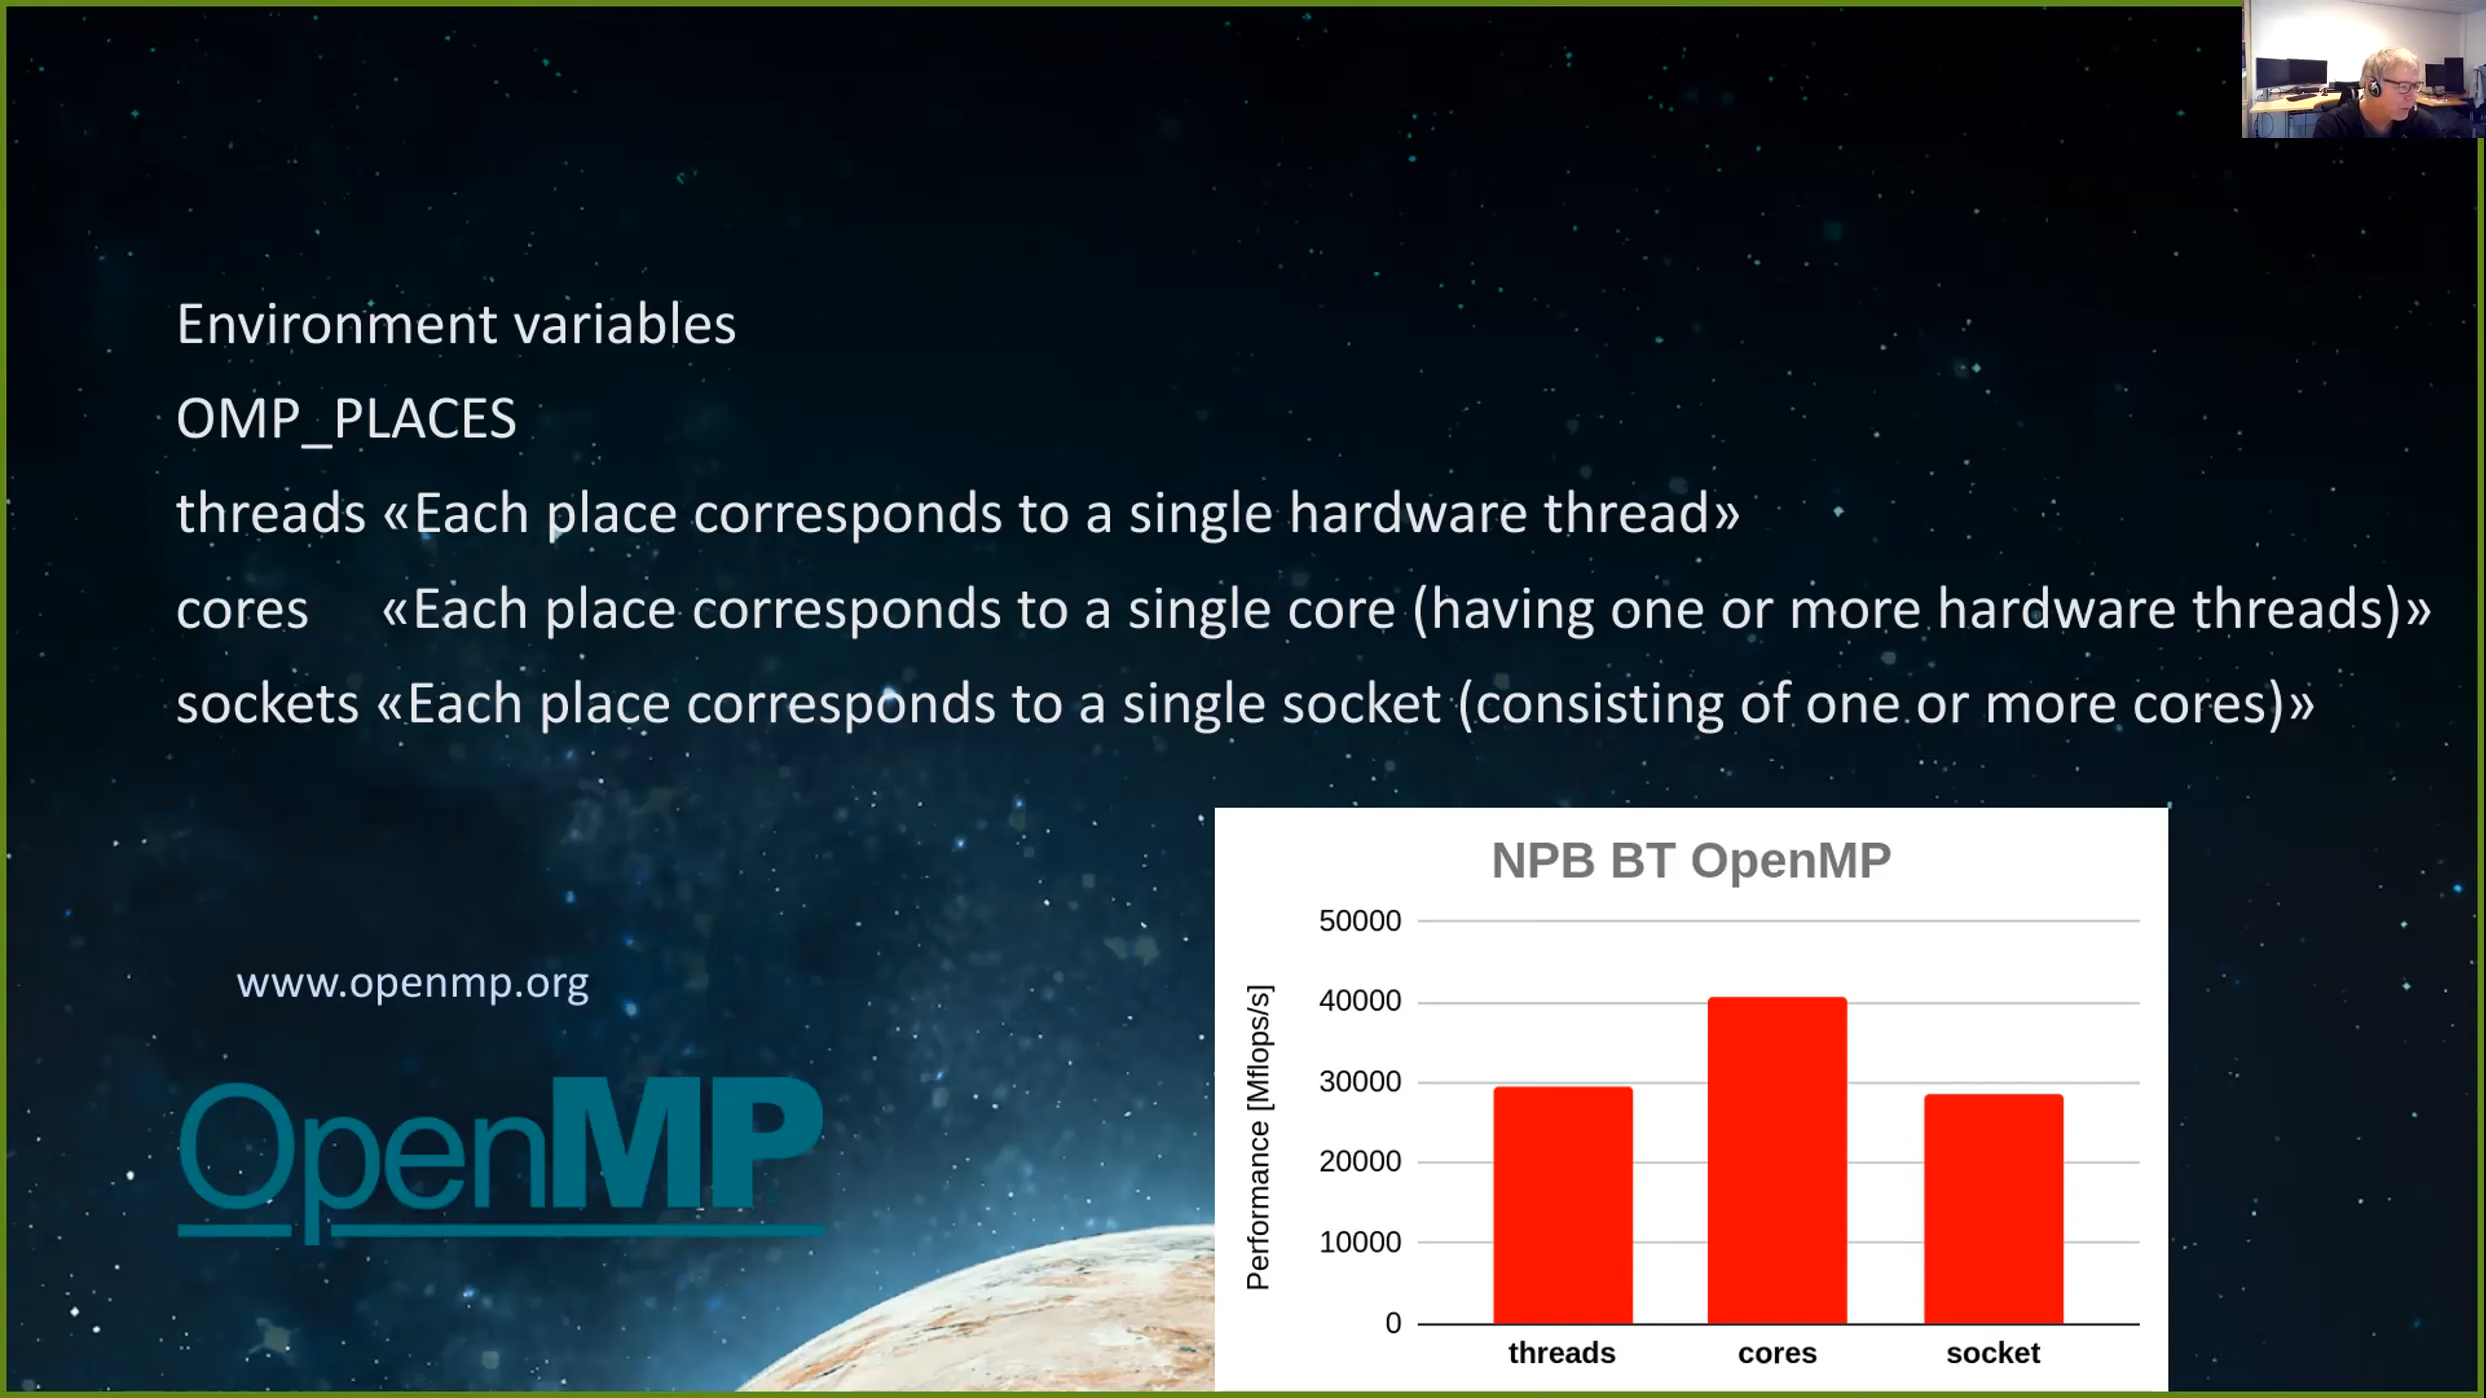 Environment variables
OMP_PLACES
threads «Each place corresponds to a single hardware thread»
cores «Each place corresponds to a single core (having one or more hardware threads)»
sockets «Each place corresponds to a single socket (consisting of one or more cores)»
www.openmp.org
OpenMP
NPB BT OpenMP
Performance [Mflops/s]
50000
40000
30000
20000
10000
0
threads cores socket